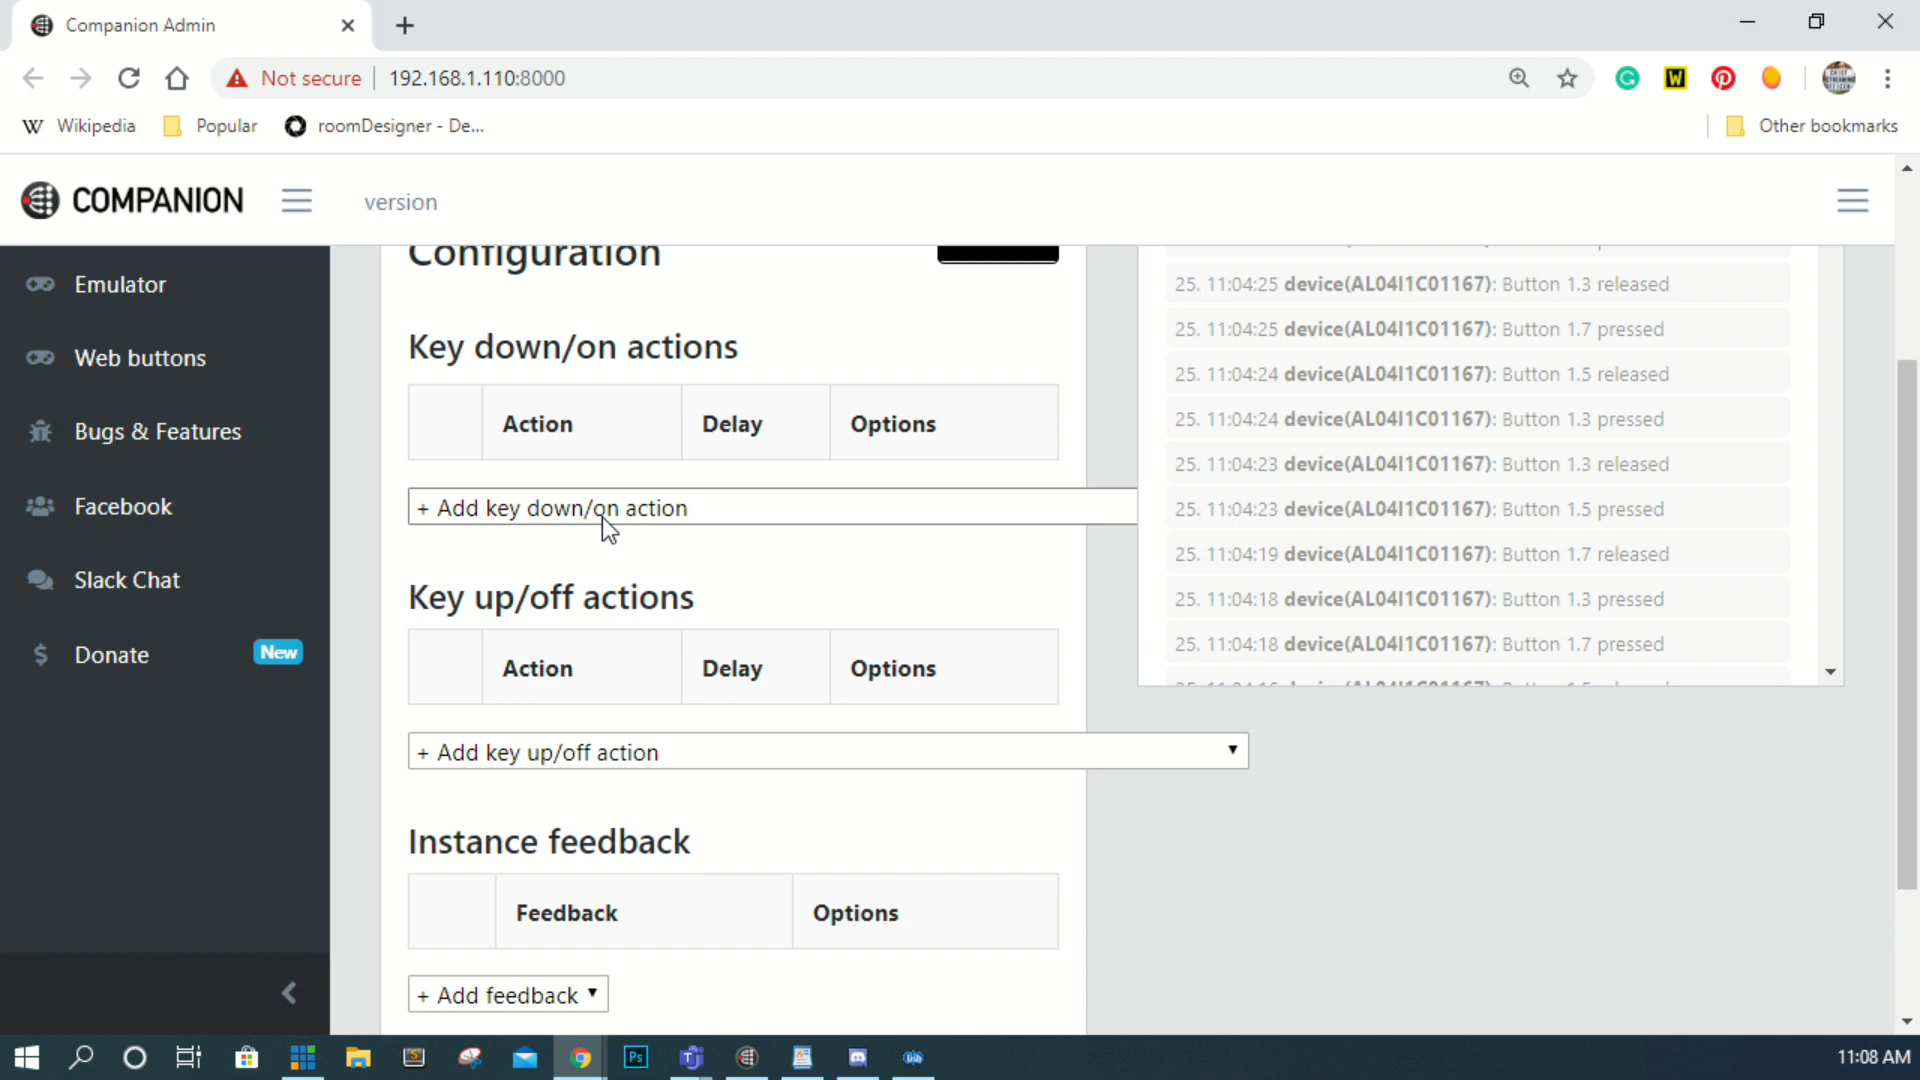 Companion Admin
Not secure
192.168.1.110:8000
Wikipedia
Popular
roomDesigner - De...
Other bookmarks
COMPANION
version
Emulator
Web buttons
Bugs & Features
Facebook
Slack Chat
Donate
New
Configuration
Key down/on actions
Action Delay Options
+ Add key down/on action
Key up/off actions
Action Delay Options
+ Add key up/off action
Instance feedback
Feedback Options
+ Add feedback
25. 11:04:25 device(AL04I1C01167): Button 1.3 released
25. 11:04:25 device(AL04I1C01167): Button 1.7 pressed
25. 11:04:24 device(AL04I1C01167): Button 1.5 released
25. 11:04:24 device(AL04I1C01167): Button 1.3 pressed
25. 11:04:23 device(AL04I1C01167): Button 1.3 released
25. 11:04:23 device(AL04I1C01167): Button 1.5 pressed
25. 11:04:19 device(AL04I1C01167): Button 1.7 released
25. 11:04:18 device(AL04I1C01167): Button 1.3 pressed
25. 11:04:18 device(AL04I1C01167): Button 1.7 pressed
11:08 AM